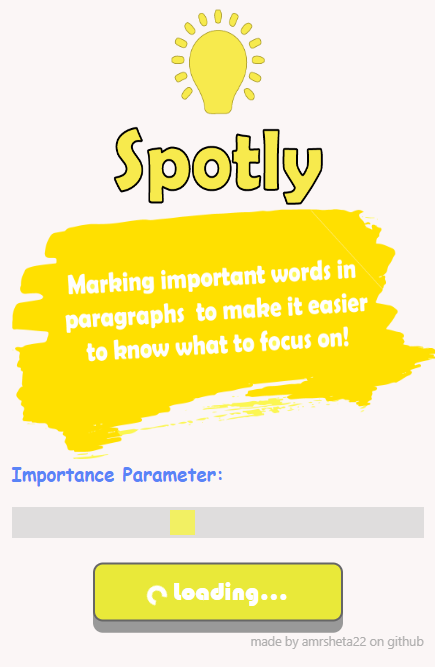 Spotly
Marking important words in
paragraphs to make it easier
to know what to focus on!
Importance Parameter:
Loading...
made by amrsheta22 on github